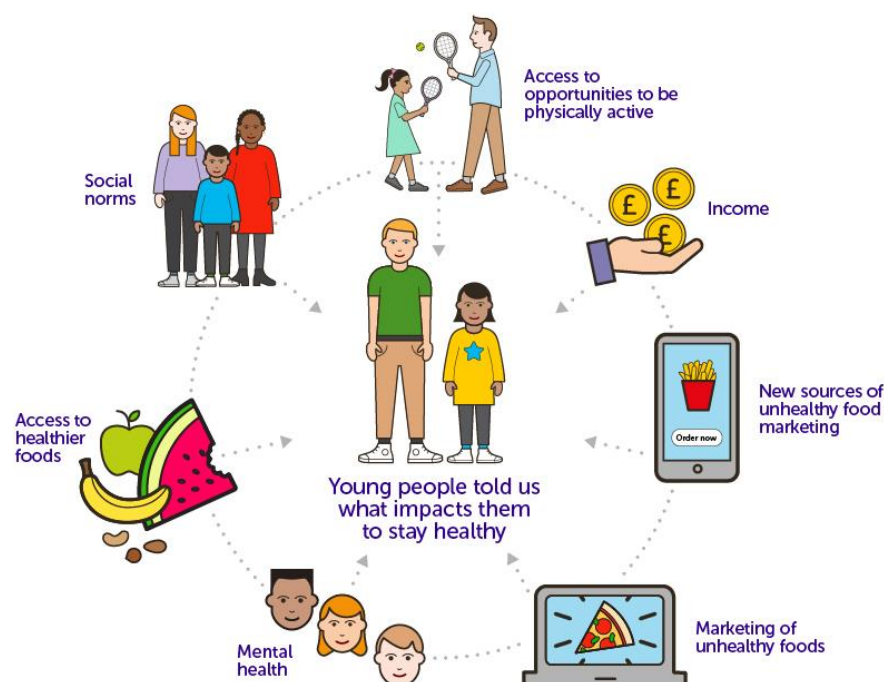 Access to
opportunities to be
physically active
Social
norms
£
£
£
Income
New sources of
unhealthy food
marketing
Order now
Access to
healthier
foods
Young people told us
what impacts them
to stay healthy
Mental
health
Marketing of
unhealthy foods